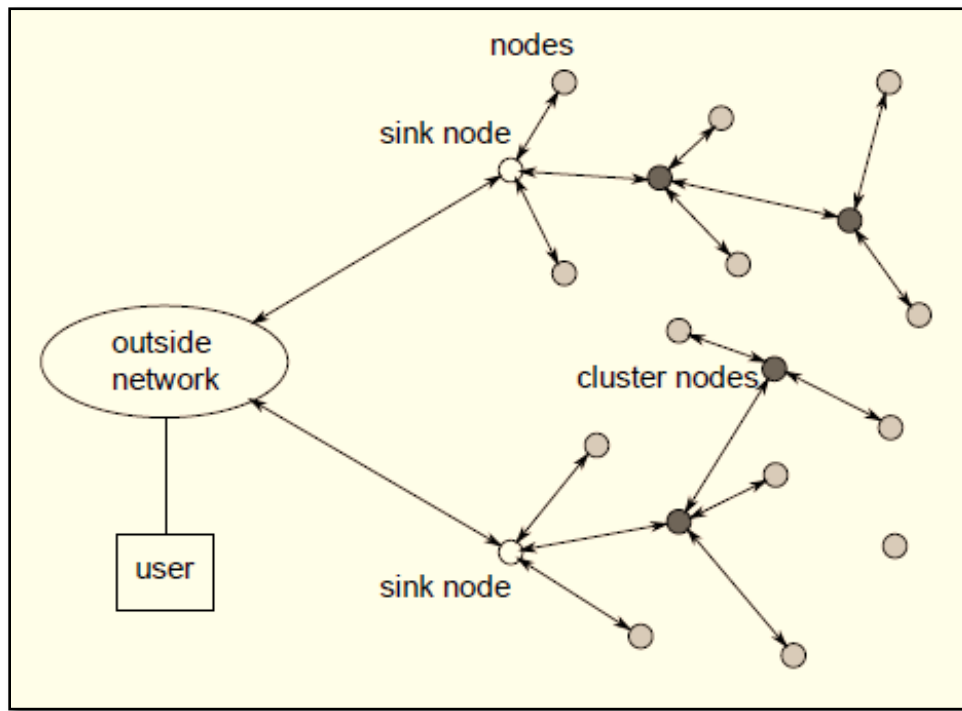 nodes
sink node
outside
network
cluster nodes
user
sink node